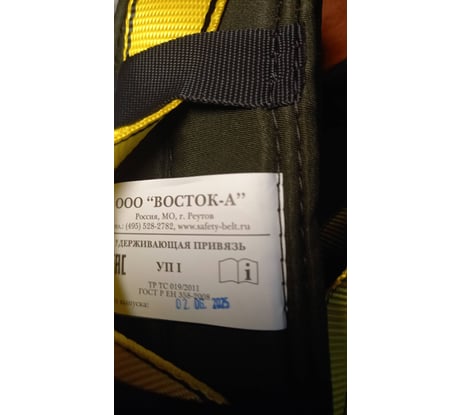 ООО "ВОСТОК-А"
Россия, МО, г. Реутов
(495) 528-2782, www.safety-belt.ru
УДЕРЖИВАЮЩАЯ ПРИВЯЗЬ
УП I
ТР ТС 019/2011
ГОСТ Р ЕН 358-2008
выпуска: 02. 06. 2025